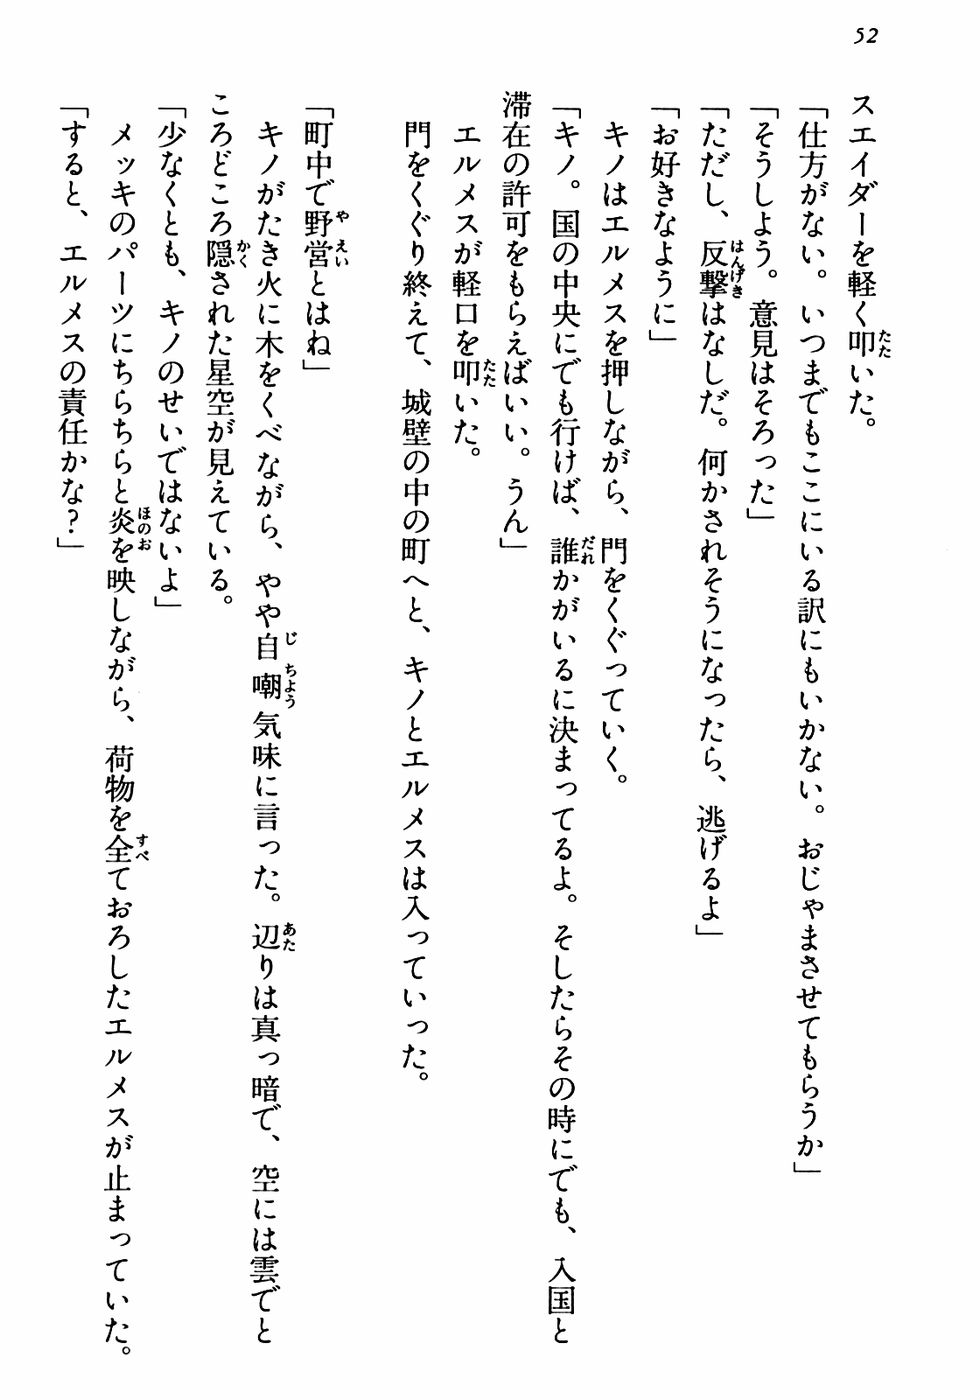 52
スエイダーを軽く叩いた。
「仕方がない。いつまでもここにいる訳にもいかない。おじゃまさせてもらうか」
「そうしよう。意見はそろった」
「ただし、反撃はなしだ。何かされそうになったら、逃げるよ」
「お好きなように」
キノはエルメスを押しながら、門をくぐっていく。
「キノ。国の中央にでも行けば、誰かがいるに決まってるよ。そしたらその時にでも、入国と
滞在の許可をもらえばいい。うん」
エルメスが軽口を叩いた。
門をくぐり終えて、城壁の中の町へと、キノとエルメスは入っていった。
「町中で野営とはね」
キノがたき火に木をくべながら、やや自嘲気味に言った。辺りは真っ暗で、空には雲でと
ころどころ隠された星空が見えている。
「少なくとも、キノのせいではないよ」
メッキのパーツにちらちらと炎を映しながら、荷物を全ておろしたエルメスが止まっていた。
「すると、エルメスの責任かな？」